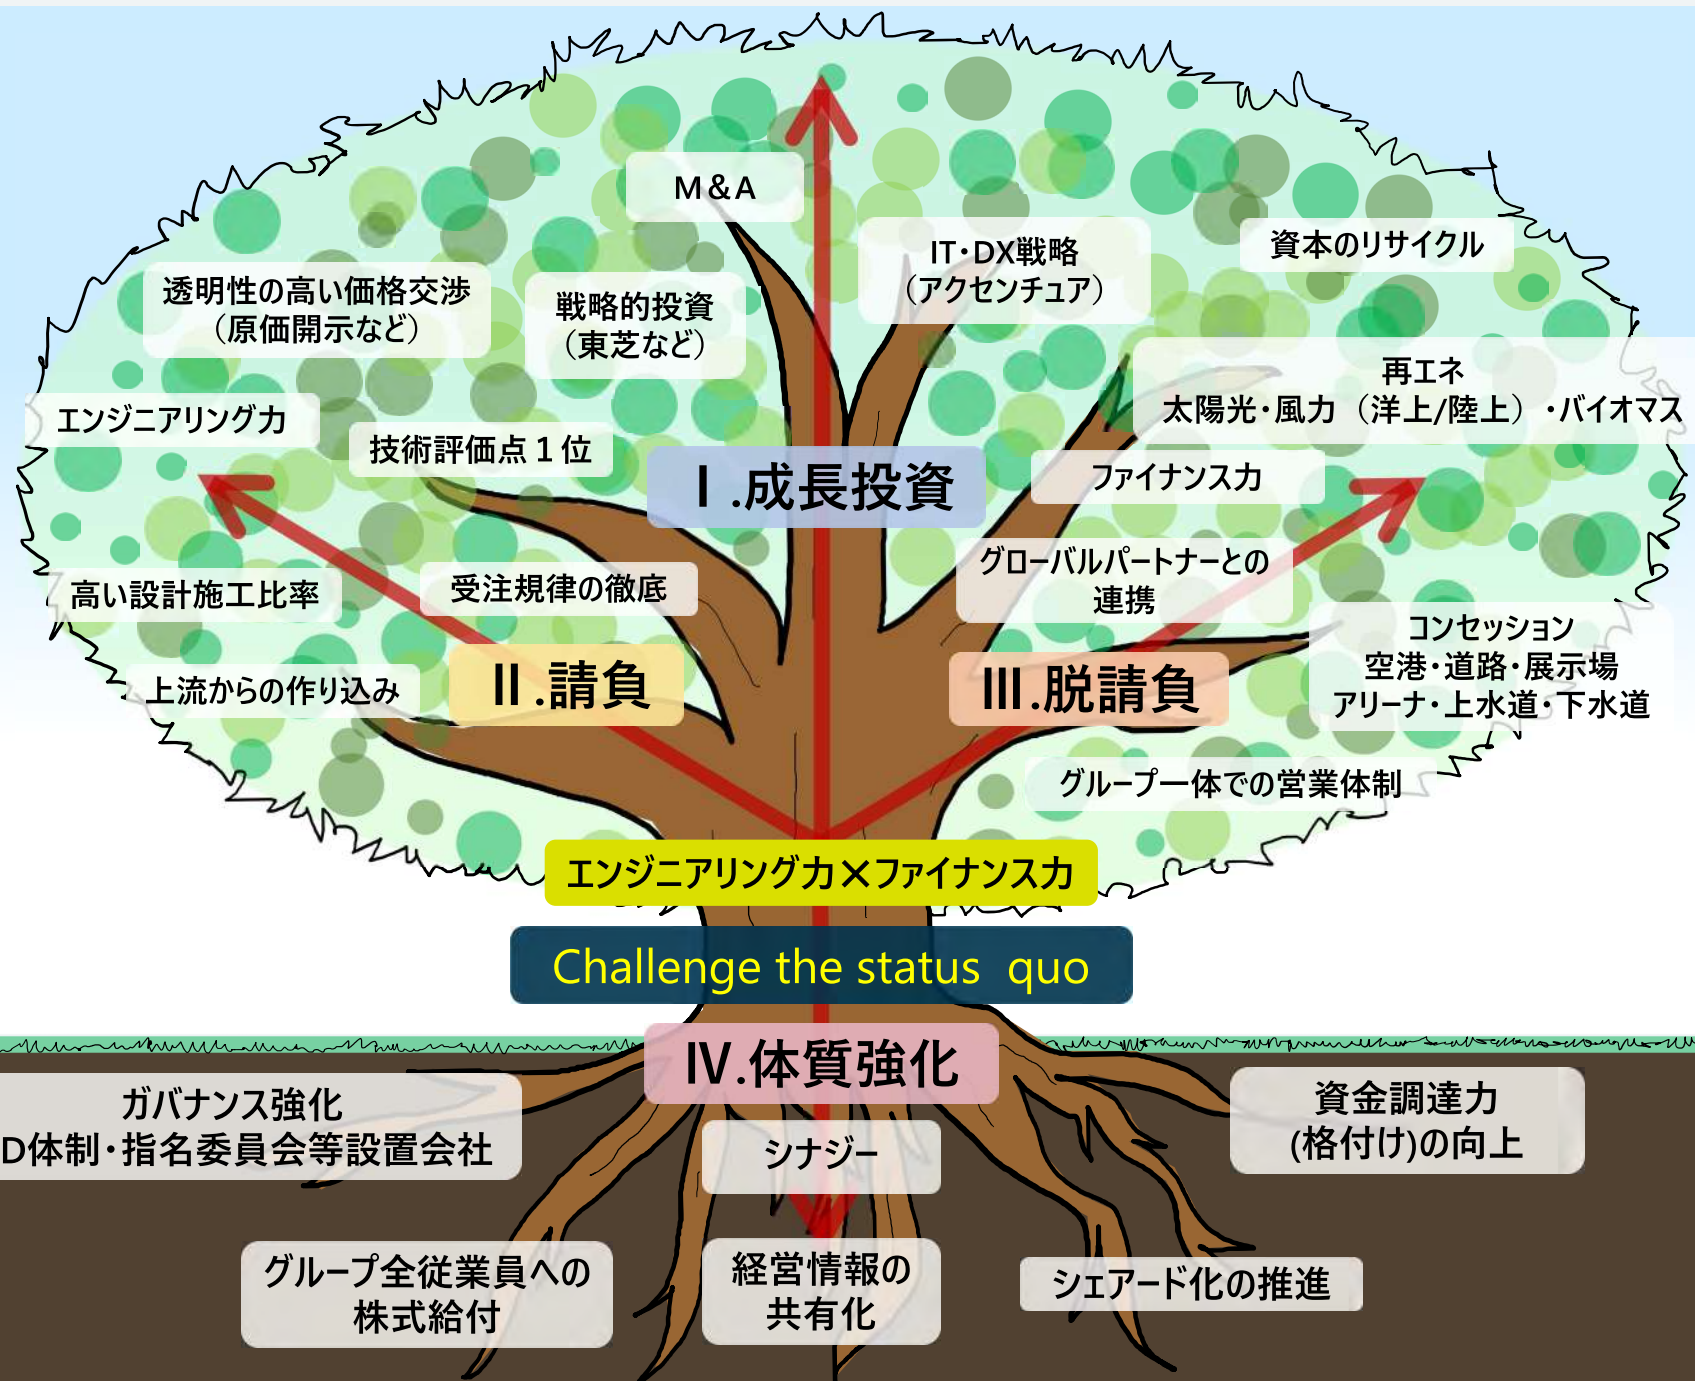 M&A
IT・DX戦略
（アクセンチュア）
資本のリサイクル
透明性の高い価格交渉
（原価開示など）
戦略的投資
（東芝など）
再エネ
太陽光・風力（洋上/陸上）・バイオマス
エンジニアリング力
技術評価点１位
Ⅰ.成長投資
ファイナンス力
グローバルパートナーとの
連携
高い設計施工比率
受注規律の徹底
コンセッション
空港・道路・展示場
アリーナ・上水道・下水道
上流からの作り込み
Ⅱ.請負
Ⅲ.脱請負
グループ一体での営業体制
エンジニアリング力×ファイナンス力
Challenge the status quo
Ⅳ.体質強化
ガバナンス強化
D体制・指名委員会等設置会社
シナジー
資金調達力
(格付け)の向上
グループ全従業員への
株式給付
経営情報の
共有化
シェアード化の推進